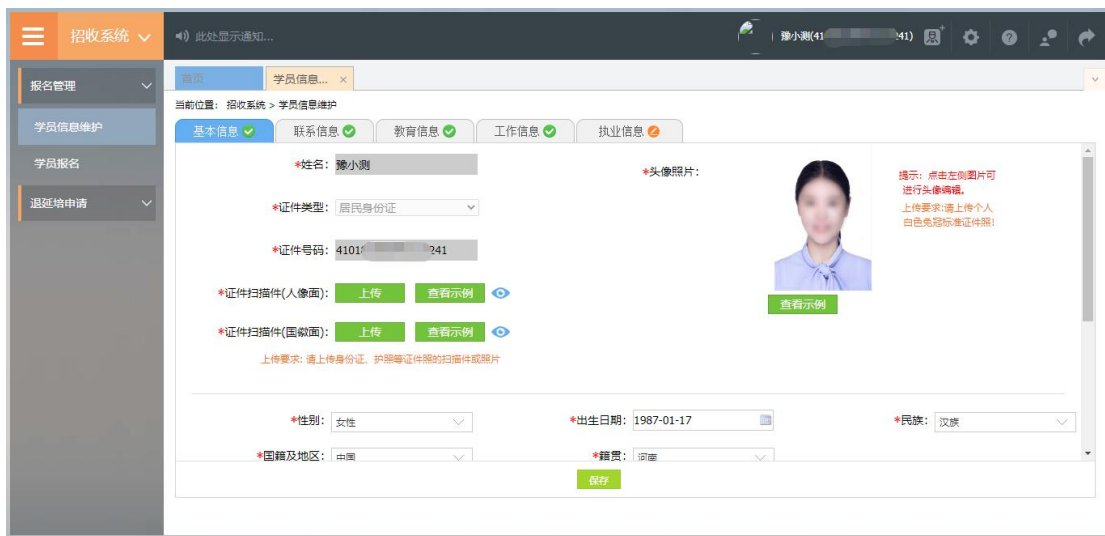 招收系统
此处显示通知...
豫小测(41 241)
报名管理
学员信息维护
学员报名
退延培申请
首页
学员信息... ×
当前位置： 招收系统 > 学员信息维护
基本信息
联系信息
教育信息
工作信息
执业信息
*姓名： 豫小测
*头像照片：
提示：点击左侧图片可
进行头像编辑。
上传要求:请上传个人
白色免冠标准证件照!
*证件类型： 居民身份证
*证件号码： 4101 241
查看示例
*证件扫描件(人像面)： 上传 查看示例
*证件扫描件(国徽面)： 上传 查看示例
上传要求: 请上传身份证、护照等证件照的扫描件或照片
*性别： 女性
*出生日期： 1987-01-17
*民族： 汉族
*国籍及地区： 中国
*籍贯： 河南
保存